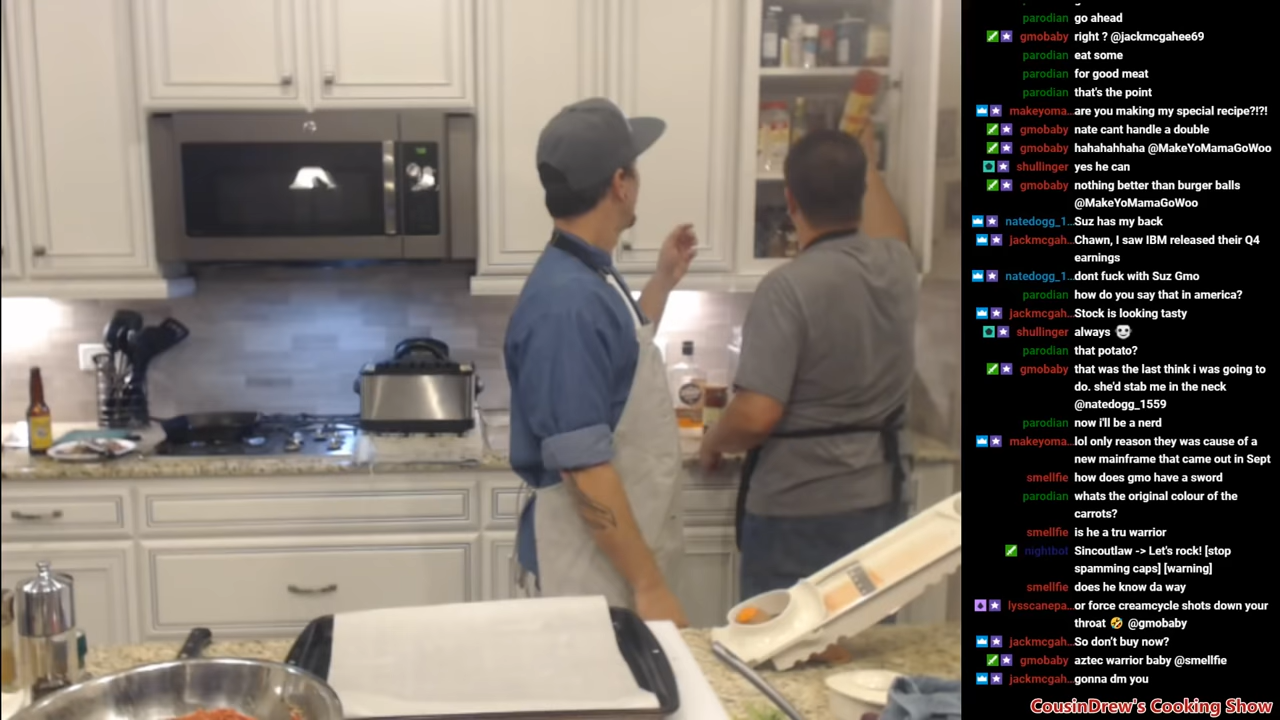 parodian go ahead
gmobaby right ? @jackmcgahee69
parodian eat some
parodian for good meat
parodian that's the point
makeyoma... are you making my special recipe?!?!
gmobaby nate cant handle a double
gmobaby hahahahhaha @MakeYoMamaGoWoo
shullinger yes he can
gmobaby nothing better than burger balls
@MakeYoMamaGoWoo
natedogg_1... Suz has my back
jackmcgah... Chawn, I saw IBM released their Q4
earnings
natedogg_1... dont fuck with Suz Gmo
parodian how do you say that in america?
jackmcgah... Stock is looking tasty
shullinger always
parodian that potato?
gmobaby that was the last think i was going to
do. she'd stab me in the neck
@natedogg_1559
parodian now i'll be a nerd
makeyoma... lol only reason they was cause of a
new mainframe that came out in Sept
smellfie how does gmo have a sword
parodian whats the original colour of the
carrots?
smellfie is he a tru warrior
nightbot Sincoutlaw -> Let's rock! [stop
spamming caps] [warning]
smellfie does he know da way
lysscanepa... or force creamcycle shots down your
throat 🤣 @gmobaby
jackmcgah... So don't buy now?
gmobaby aztec warrior baby @smellfie
jackmcgah... gonna dm you
CousinDrew's Cooking Show